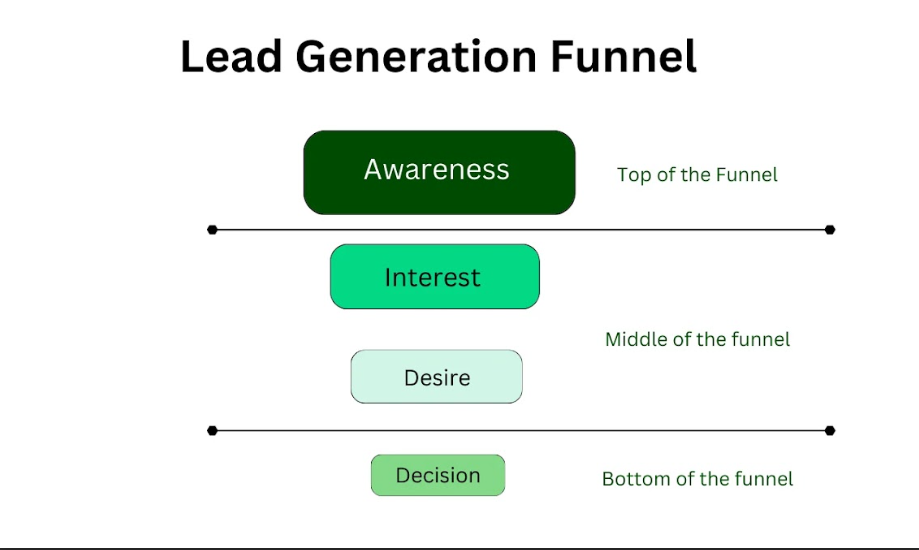 Lead Generation Funnel
Awareness
Top of the Funnel
Interest
Middle of the funnel
Desire
Decision
Bottom of the funnel